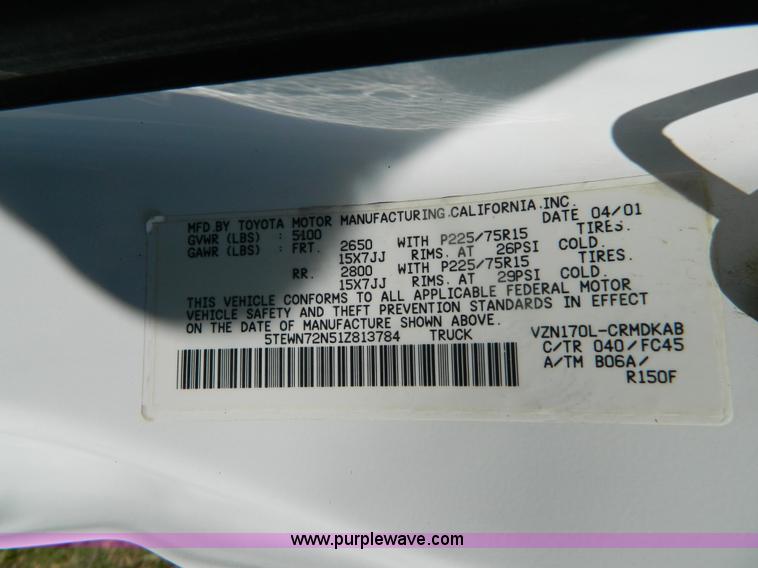 MFD.BY TOYOTA MOTOR MANUFACTURING,CALIFORNIA,INC.
GVWR (LBS) : 5100 DATE 04/01
GAWR (LBS) : FRT. 2650 WITH P225/75R15 TIRES.
15X7JJ RIMS. AT 26PSI COLD.
RR. 2800 WITH P225/75R15 TIRES.
15X7JJ RIMS. AT 29PSI COLD.
THIS VEHICLE CONFORMS TO ALL APPLICABLE FEDERAL MOTOR
VEHICLE SAFETY AND THEFT PREVENTION STANDARDS IN EFFECT
ON THE DATE OF MANUFACTURE SHOWN ABOVE.
5TEWN72N51Z813784 TRUCK VZN170L-CRMDKAB
C/TR 040/FC45
A/TM B06A/
R150F
www.purplewave.com